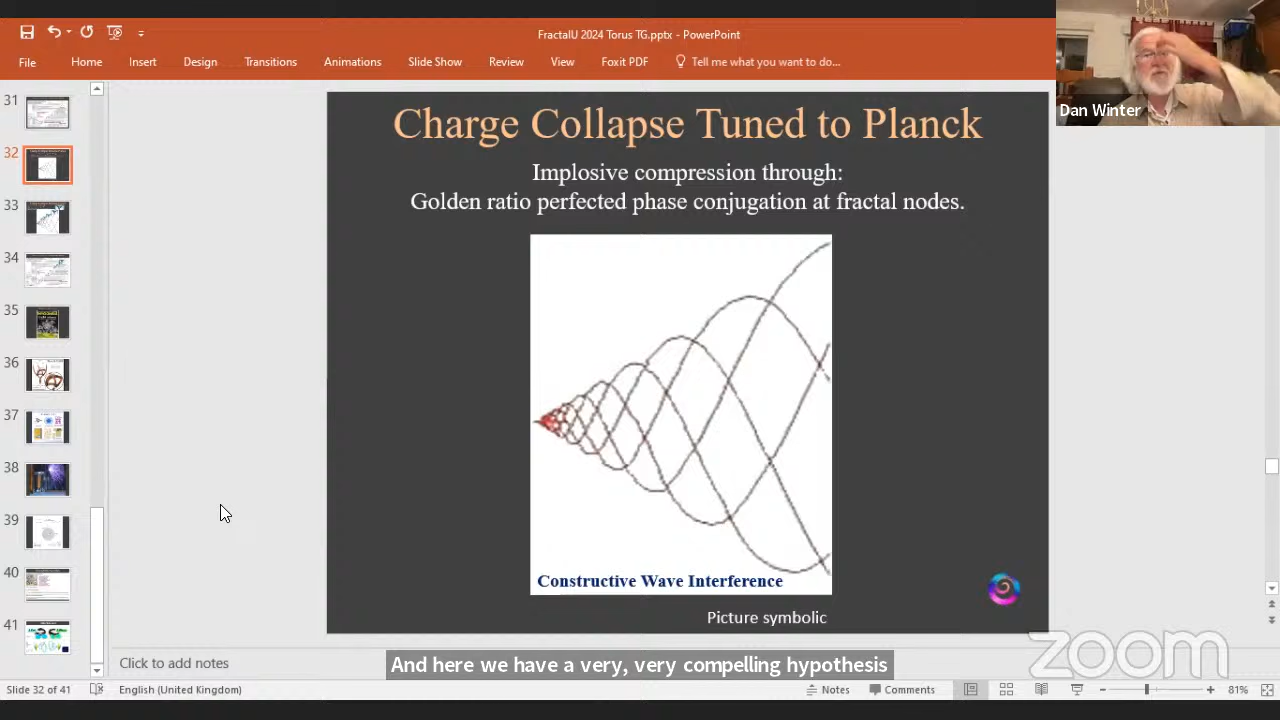 FractalU 2024 Torus TG.pptx - PowerPoint
File Home Insert Design Transitions Animations Slide Show Review View Foxit PDF Tell me what you want to do...
Dan Winter
31
32
33
34
35
36
37
38
39
40
41
Charge Collapse Tuned to Planck
Implosive compression through:
Golden ratio perfected phase conjugation at fractal nodes.
Constructive Wave Interference
Picture symbolic
Click to add notes
And here we have a very, very compelling hypothesis
zoom
Slide 32 of 41 English (United Kingdom) Notes Comments 81%